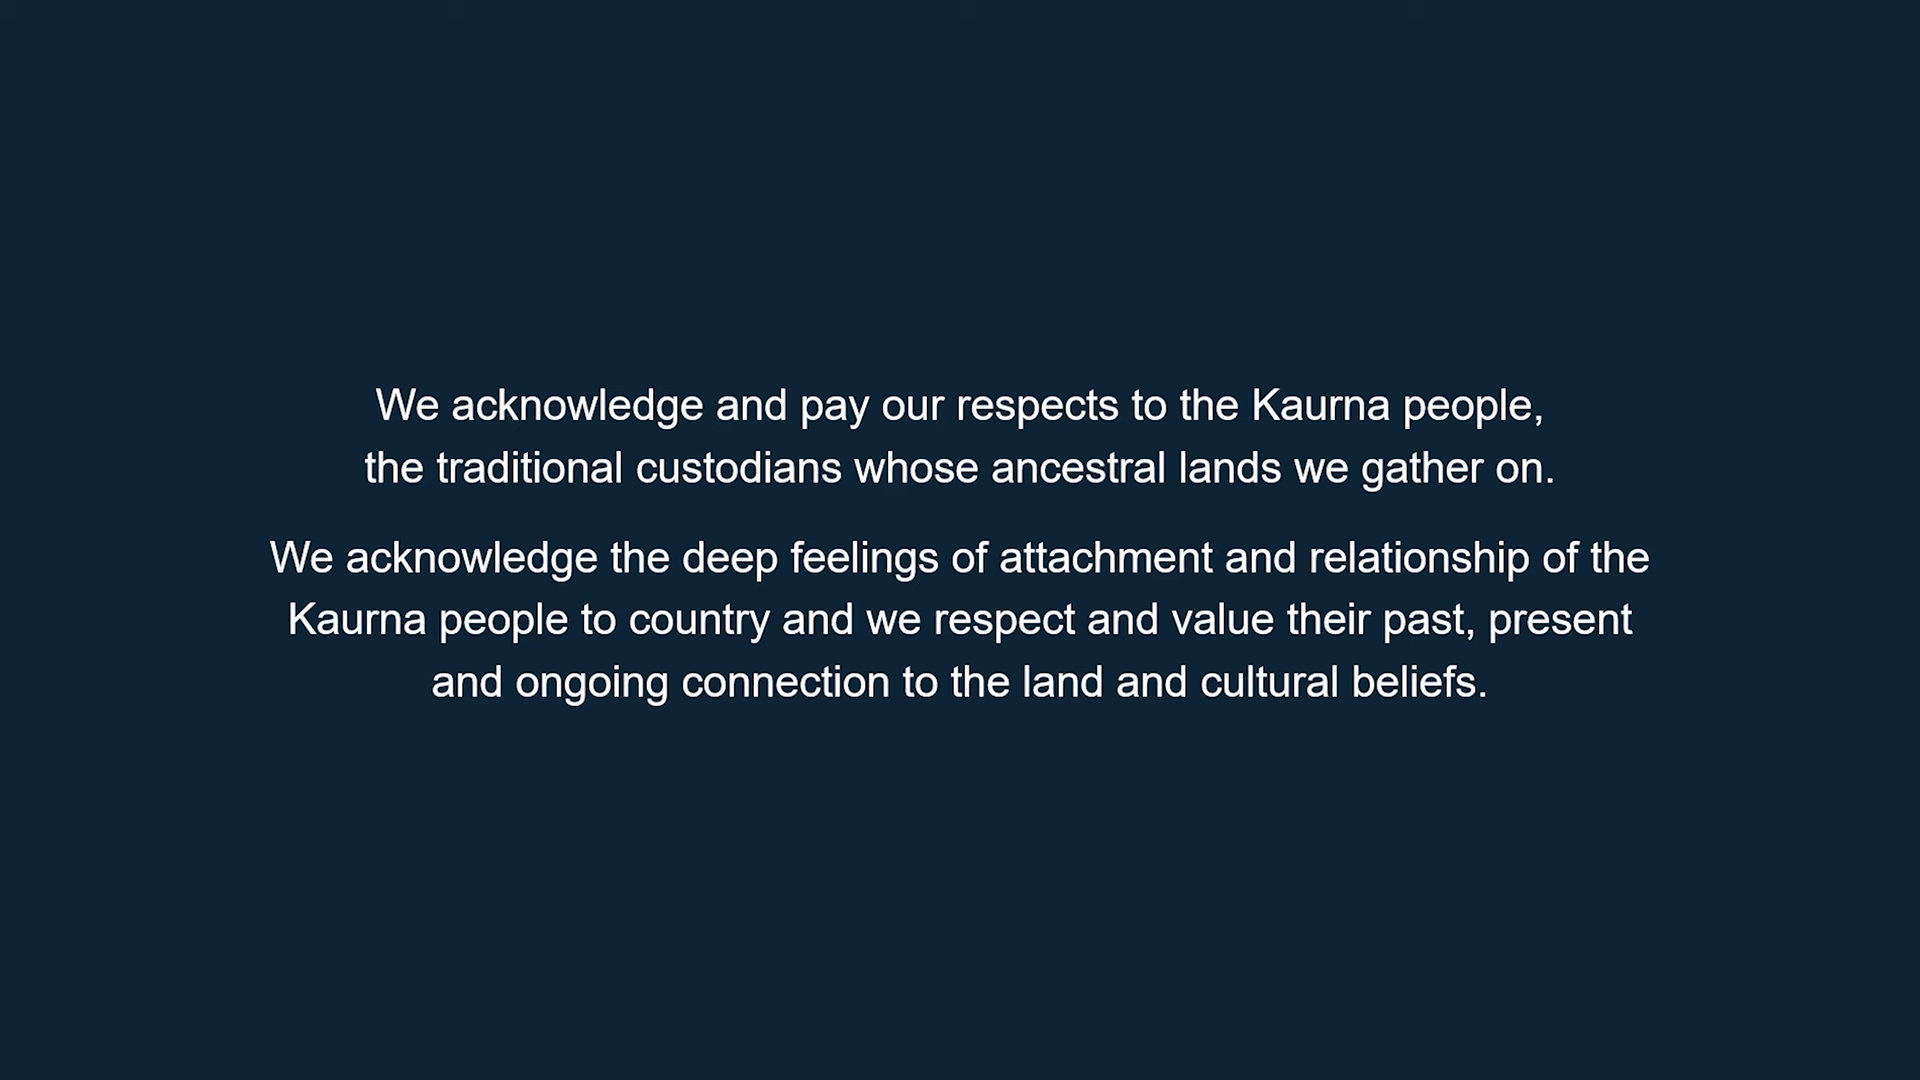 We acknowledge and pay our respects to the Kaurna people,
the traditional custodians whose ancestral lands we gather on.
We acknowledge the deep feelings of attachment and relationship of the
Kaurna people to country and we respect and value their past, present
and ongoing connection to the land and cultural beliefs.